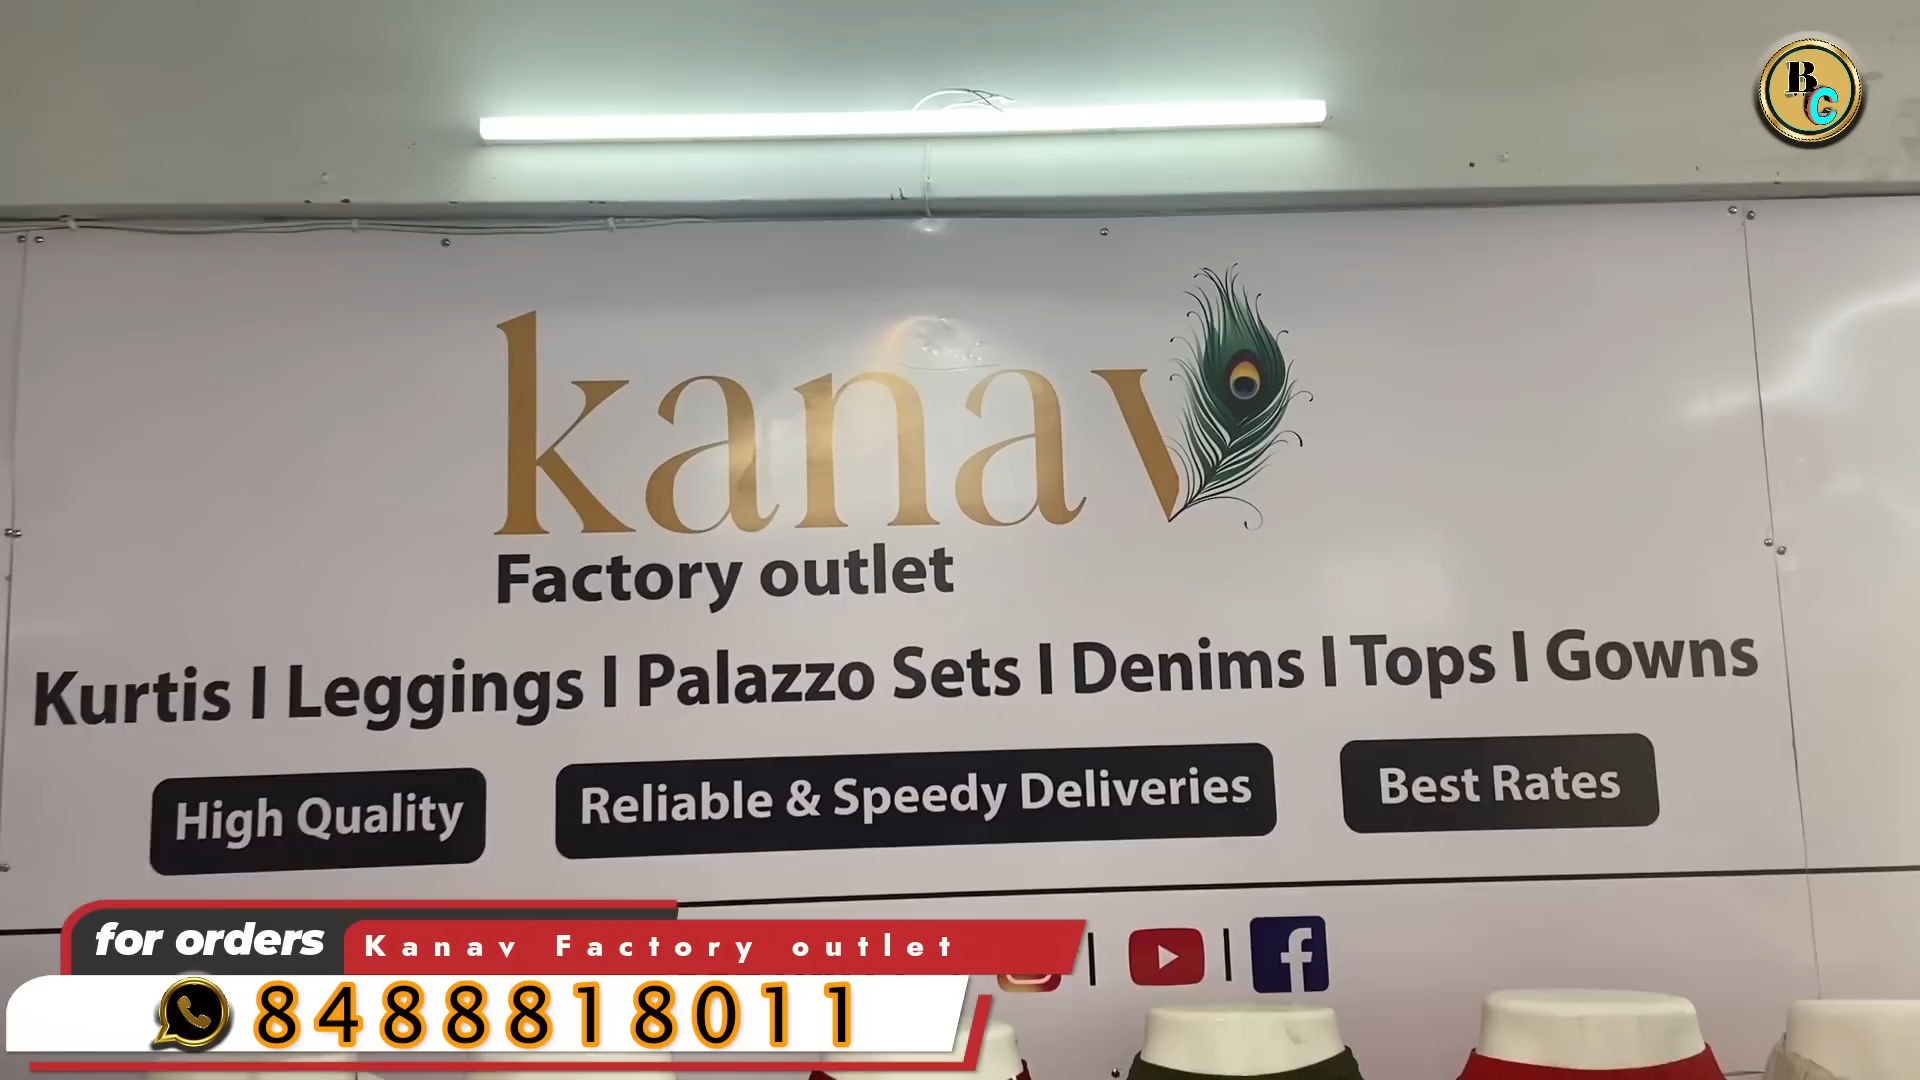 BC
kanav
Factory outlet
Kurtis I Leggings I Palazzo Sets I Denims I Tops I Gowns
High Quality
Reliable & Speedy Deliveries
Best Rates
for orders
Kanav Factory outlet
8488818011